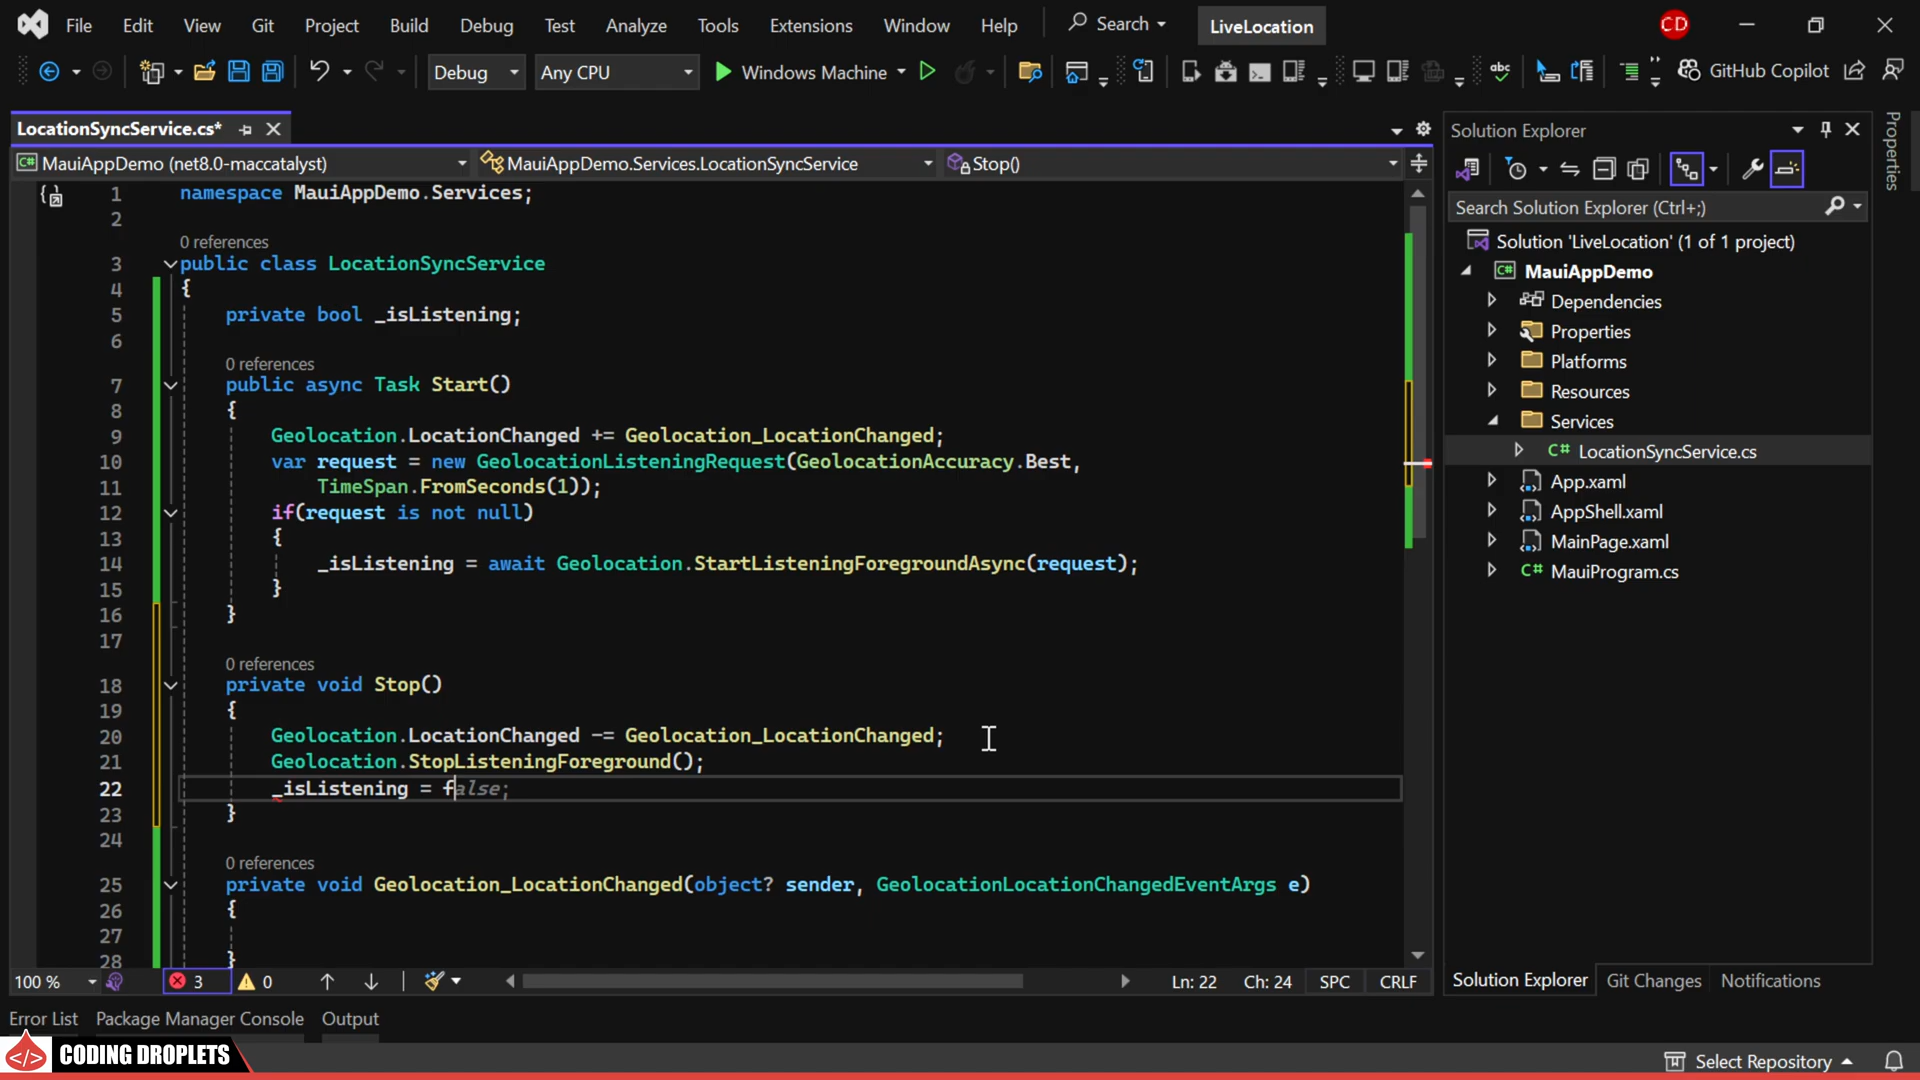 File Edit View Git Project Build Debug Test Analyze Tools Extensions Window Help Search LiveLocation CD
Debug Any CPU Windows Machine abc GitHub Copilot
LocationSyncService.cs*
MauiAppDemo (net8.0-maccatalyst) MauiAppDemo.Services.LocationSyncService Stop()
1 namespace MauiAppDemo.Services;
2
0 references
3 public class LocationSyncService
4 {
5 private bool _isListening;
6
0 references
7 public async Task Start()
8 {
9 Geolocation.LocationChanged += Geolocation_LocationChanged;
10 var request = new GeolocationListeningRequest(GeolocationAccuracy.Best,
11 TimeSpan.FromSeconds(1));
12 if(request is not null)
13 {
14 _isListening = await Geolocation.StartListeningForegroundAsync(request);
15 }
16 }
17
0 references
18 private void Stop()
19 {
20 Geolocation.LocationChanged -= Geolocation_LocationChanged;
21 Geolocation.StopListeningForeground();
22 _isListening = false;
23 }
24
0 references
25 private void Geolocation_LocationChanged(object? sender, GeolocationLocationChangedEventArgs e)
26 {
27
28 }
100 % 3 0 Ln: 22 Ch: 24 SPC CRLF
Solution Explorer
Search Solution Explorer (Ctrl+;)
Solution 'LiveLocation' (1 of 1 project)
MauiAppDemo
Dependencies
Properties
Platforms
Resources
Services
C# LocationSyncService.cs
App.xaml
AppShell.xaml
MainPage.xaml
C# MauiProgram.cs
Solution Explorer Git Changes Notifications
Properties
Error List Package Manager Console Output
CODING DROPLETS
Select Repository